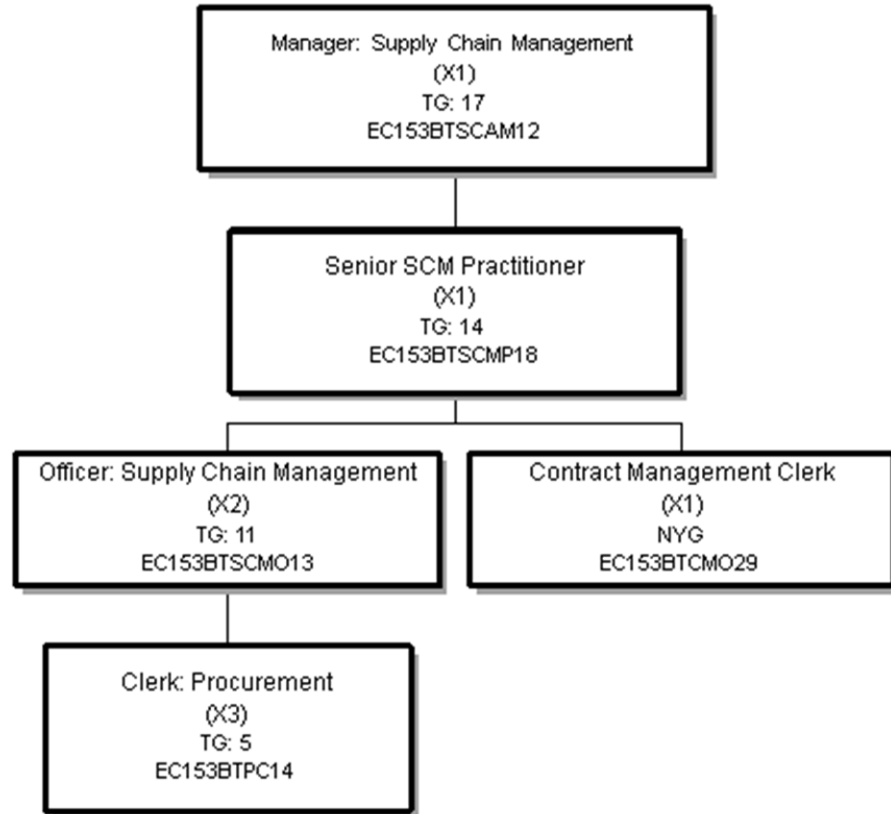 Manager: Supply Chain Management
(X1)
TG: 17
EC153BTSCAM12
Senior SCM Practitioner
(X1)
TG: 14
EC153BTSCMP18
Officer: Supply Chain Management
(X2)
TG: 11
EC153BTSCMO13
Contract Management Clerk
(X1)
NYG
EC153BTCMO29
Clerk: Procurement
(X3)
TG: 5
EC153BTPC14